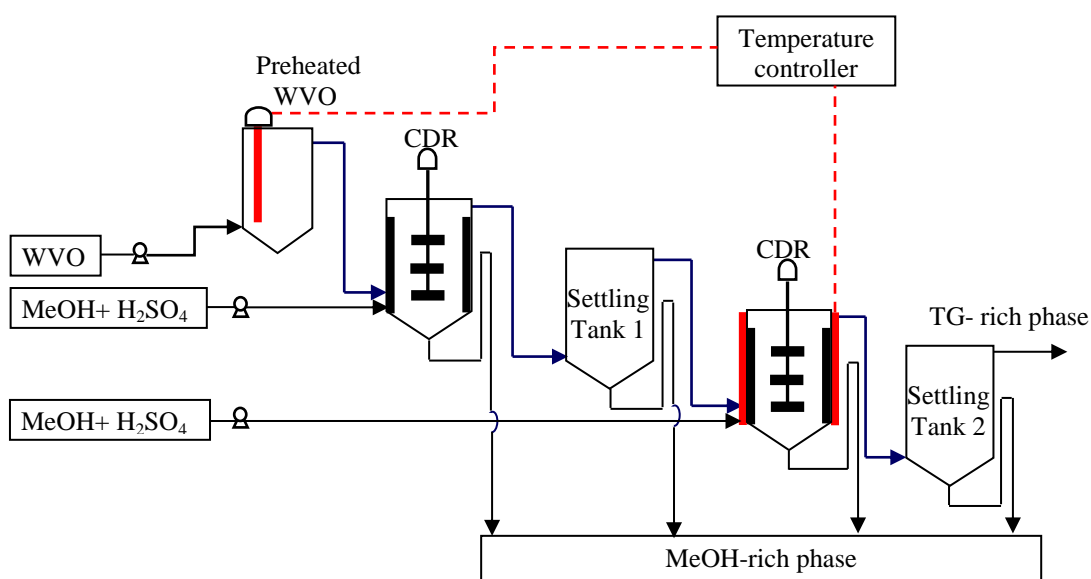 Temperature
controller
Preheated
WVO
CDR
WVO
MeOH+ H₂SO₄
Settling
Tank 1
CDR
TG- rich phase
Settling
Tank 2
MeOH+ H₂SO₄
MeOH-rich phase